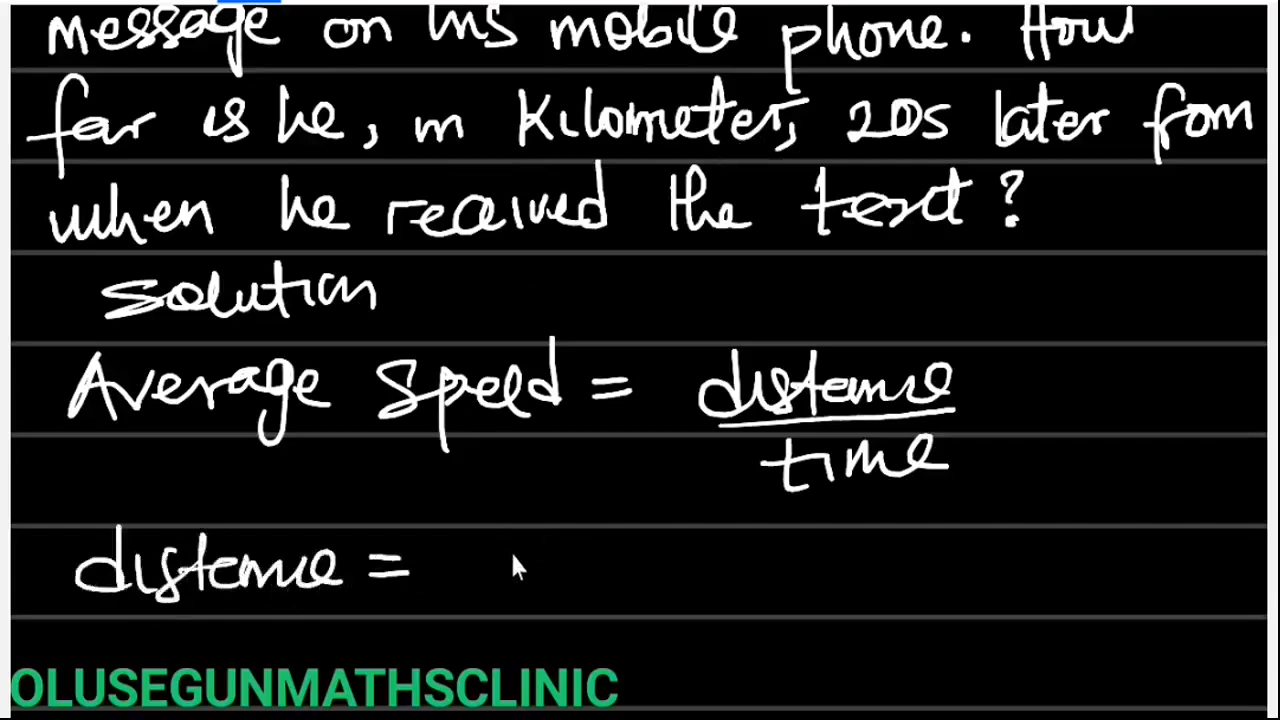 message on his mobile phone. How
far is he, in Kilometer, 20s later from
when he received the text?
solution
Average speed = distance
time
distance =
OLUSEGUNMATHSCLINIC